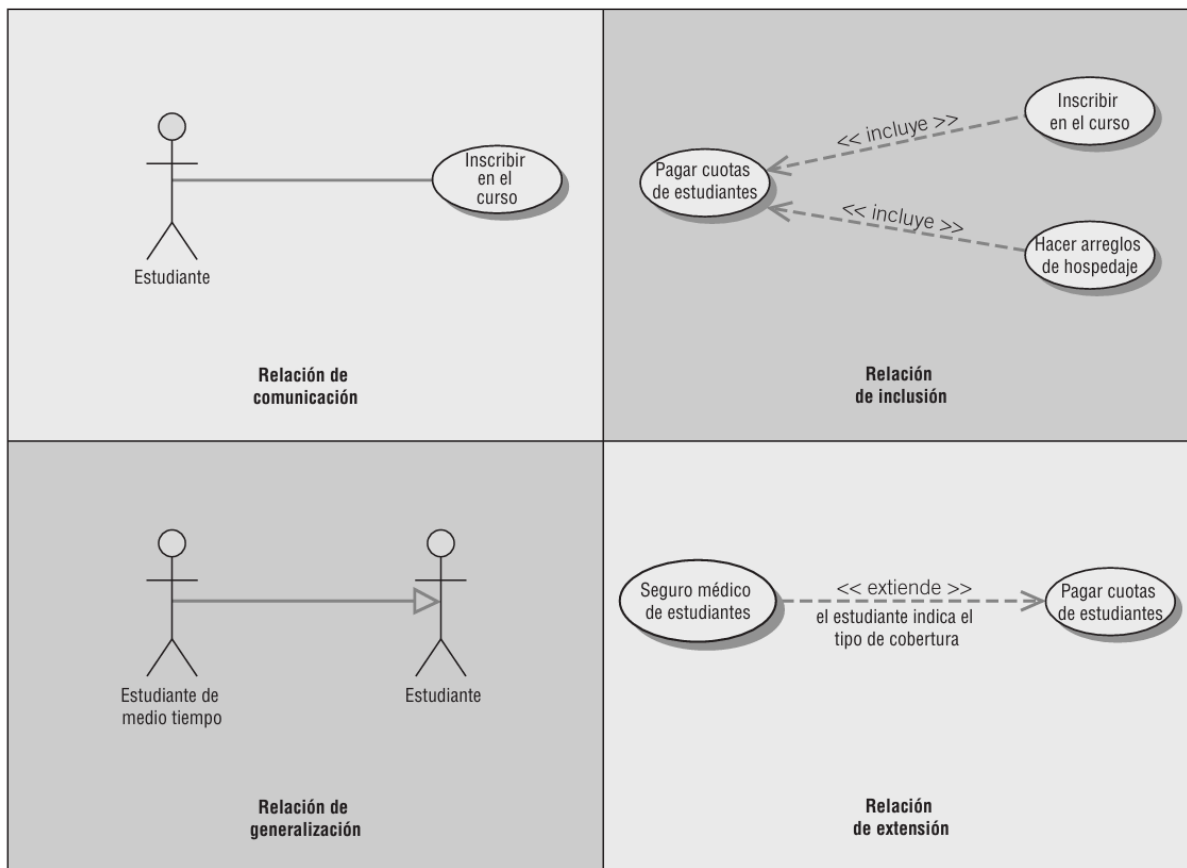 Inscribir
en el
curso
Estudiante
Relación de
comunicación
Inscribir
en el curso
<< incluye >>
Pagar cuotas
de estudiantes
<< incluye >>
Hacer arreglos
de hospedaje
Relación
de inclusión
Estudiante de
medio tiempo
Estudiante
Relación de
generalización
Seguro médico
de estudiantes
<< extiende >>
el estudiante indica el
tipo de cobertura
Pagar cuotas
de estudiantes
Relación
de extensión